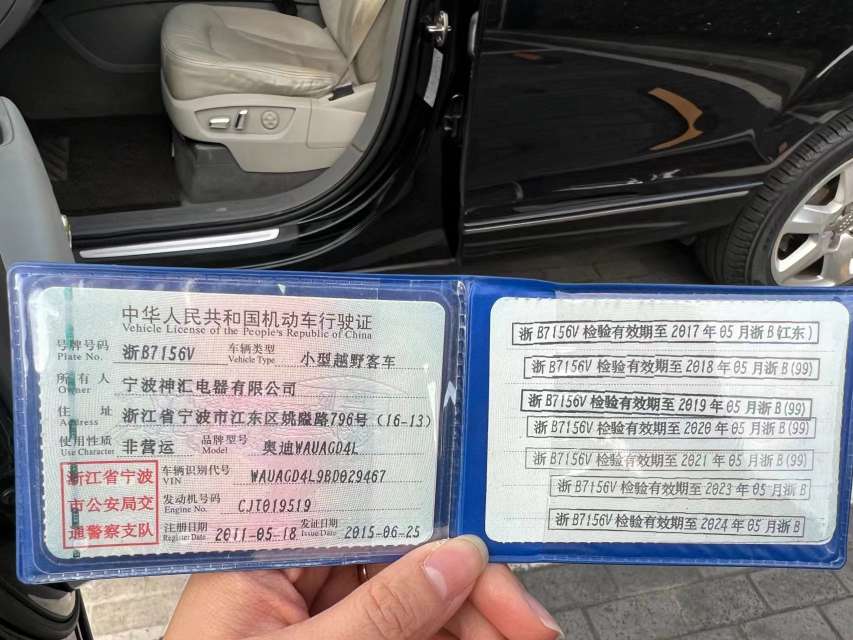 中华人民共和国机动车行驶证
Vehicle License of the People's Republic of China
号牌号码 浙B7156V 车辆类型 小型越野客车
Plate No. Vehicle Type
所有人 宁波神汇电器有限公司
Owner
住址 浙江省宁波市江东区姚隘路796号(16-13)
Address
使用性质 非营运 品牌型号 奥迪WAUAGD4L
Use Character Model
浙江省宁波
市公安局交
通警察支队
车辆识别代号 WAUAGD4L9BD029467
VIN
发动机号码 CJT019519
Engine No.
注册日期 2011-05-18 发证日期 2015-06-25
Register Date Issue Date
浙B7156V检验有效期至2017年05月浙B(江东)
浙B7156V检验有效期至2018年05月浙B(99)
浙B7156V检验有效期至2019年05月浙B(99)
浙B7156V检验有效期至2020年05月浙B(99)
浙B7156V检验有效期至2021年05月浙B(99)
浙B7156V检验有效期至2023年05月浙B
浙B7156V检验有效期至2024年05月浙B